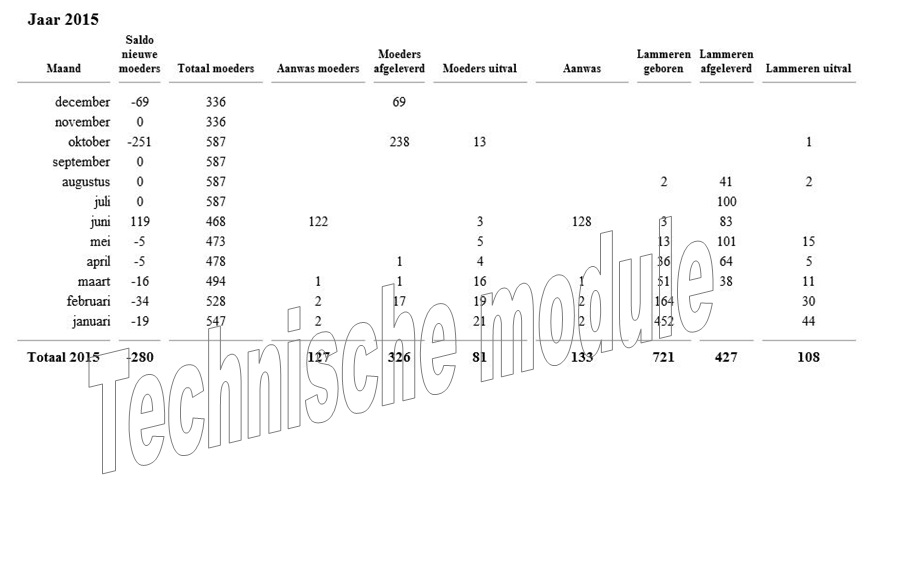 Jaar 2015
Maand Saldo nieuwe moeders Totaal moeders Aanwas moeders Moeders afgeleverd Moeders uitval Aanwas Lammeren geboren Lammeren afgeleverd Lammeren uitval
december -69 336 69
november 0 336
oktober -251 587 238 13 1
september 0 587
augustus 0 587 2 41 2
juli 0 587 100
juni 119 468 122 3 128 3 83
mei -5 473 5 13 101 15
april -5 478 1 4 36 64 5
maart -16 494 1 1 16 1 51 38 11
februari -34 528 2 17 19 2 164 30
januari -19 547 2 21 2 452 44
Totaal 2015 -280 127 326 81 133 721 427 108
Technische module